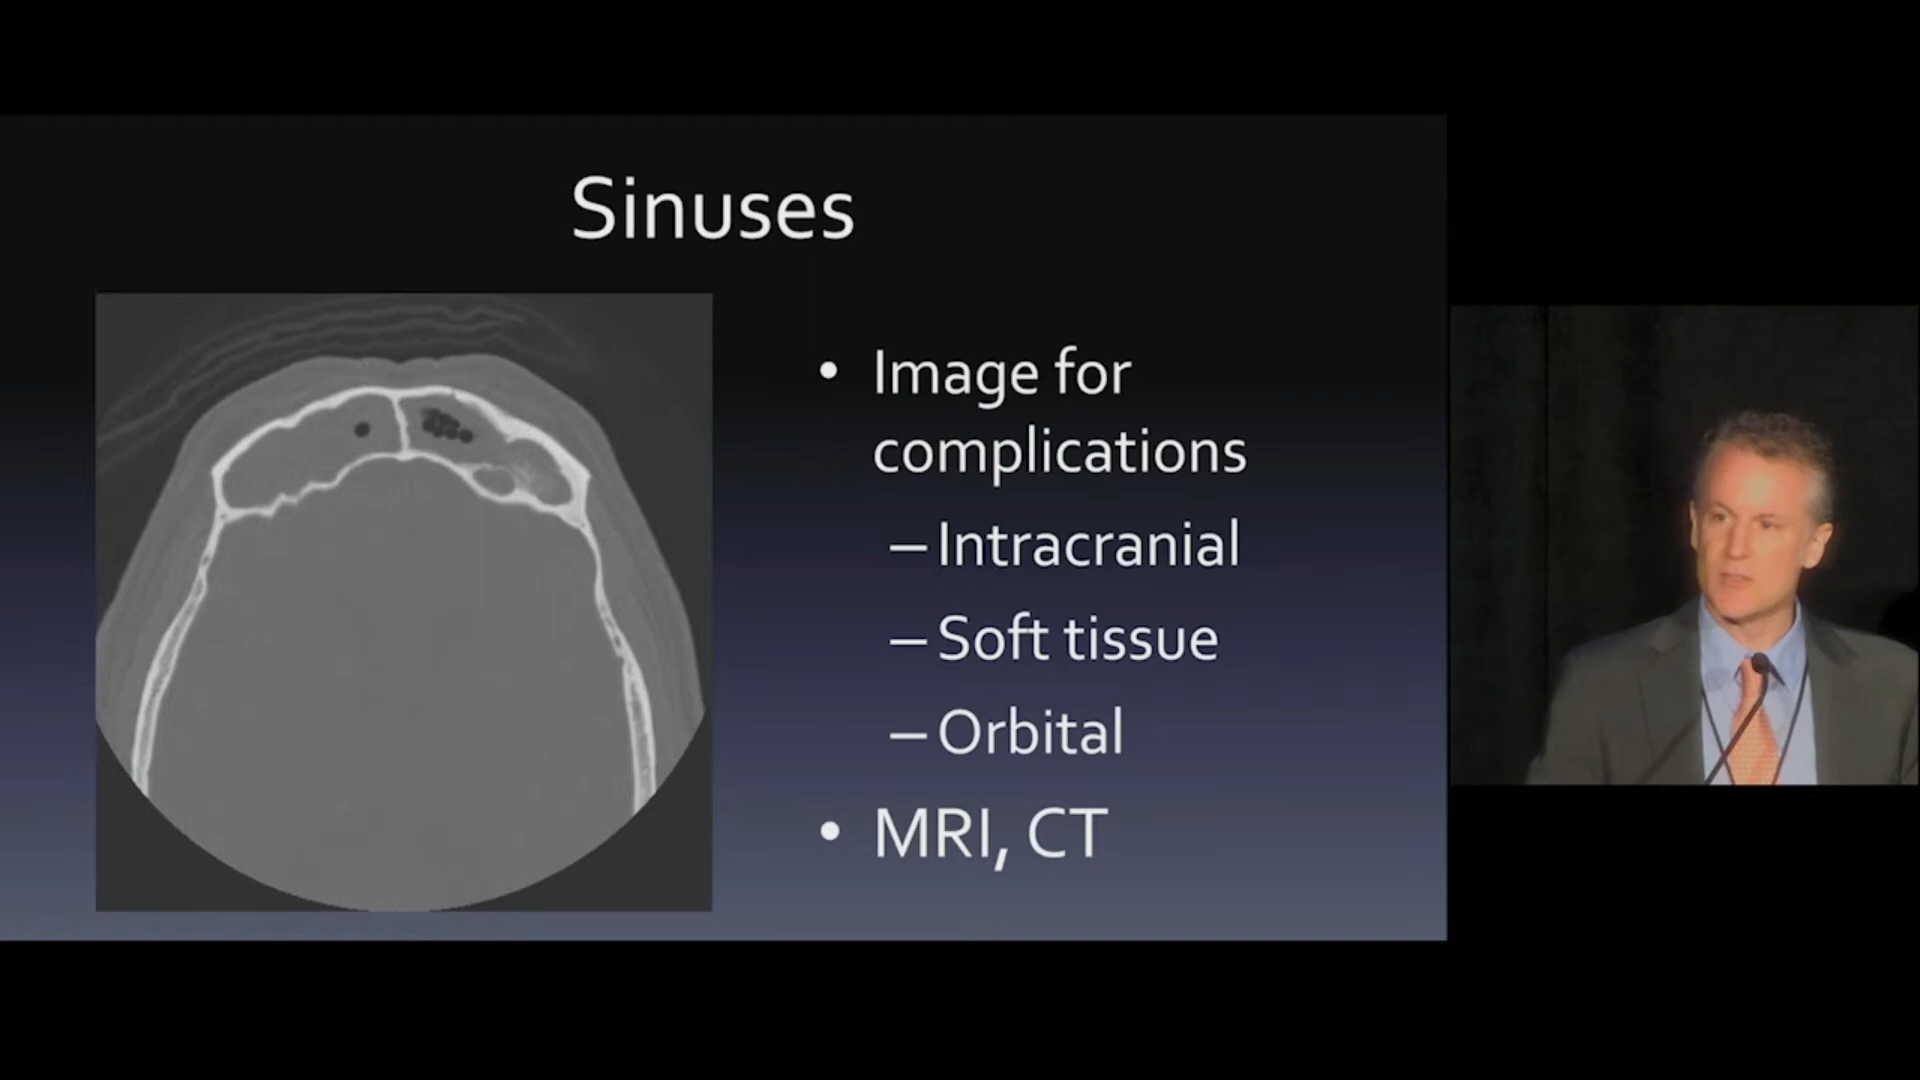 Sinuses
• Image for
complications
– Intracranial
– Soft tissue
– Orbital
• MRI, CT